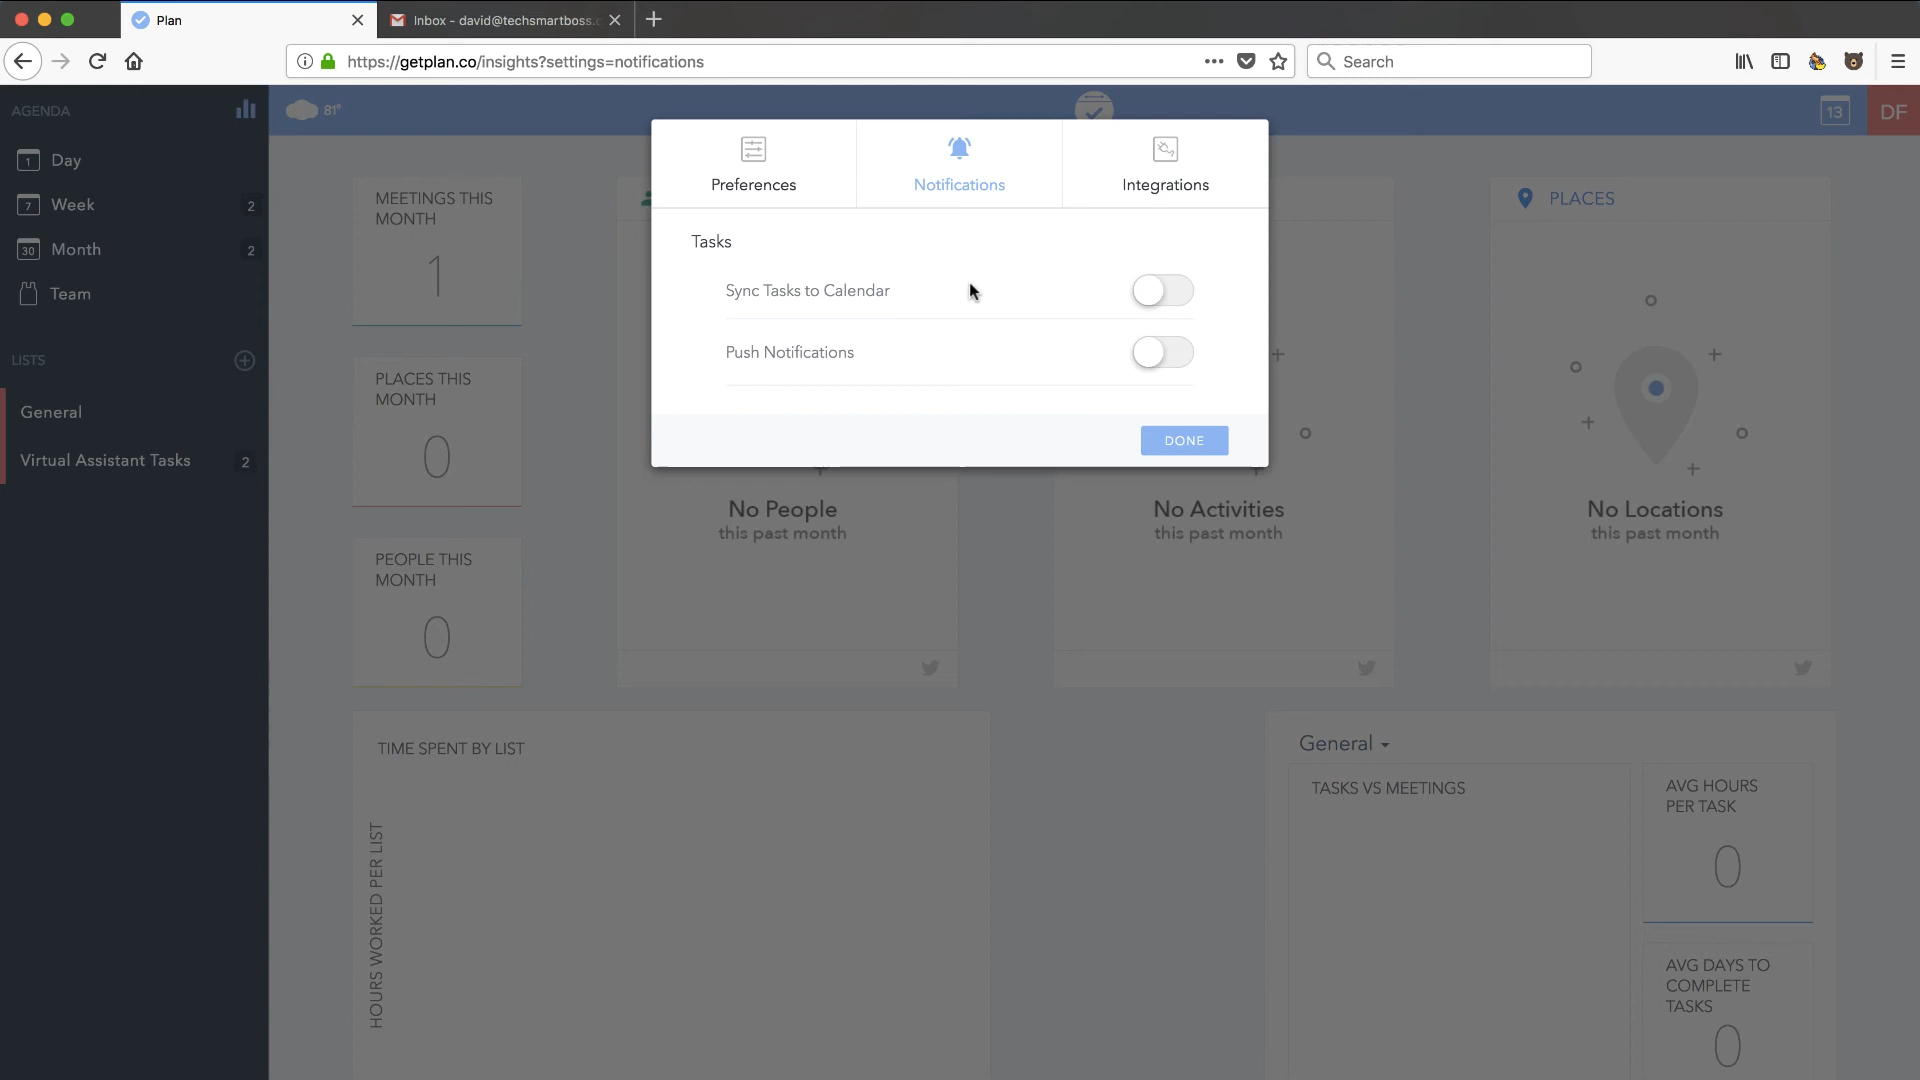 Plan
Inbox - david@techsmartboss.c
https://getplan.co/insights?settings=notifications
Search
AGENDA
81°
13
DF
1
Day
7
Week
2
30
Month
2
Team
LISTS
General
Virtual Assistant Tasks
2
Preferences
Notifications
Integrations
Tasks
Sync Tasks to Calendar
Push Notifications
DONE
MEETINGS THIS
MONTH
1
PLACES THIS
MONTH
0
PEOPLE THIS
MONTH
0
No People
this past month
No Activities
this past month
PLACES
No Locations
this past month
TIME SPENT BY LIST
HOURS WORKED PER LIST
General
TASKS VS MEETINGS
AVG HOURS
PER TASK
0
AVG DAYS TO
COMPLETE
TASKS
0